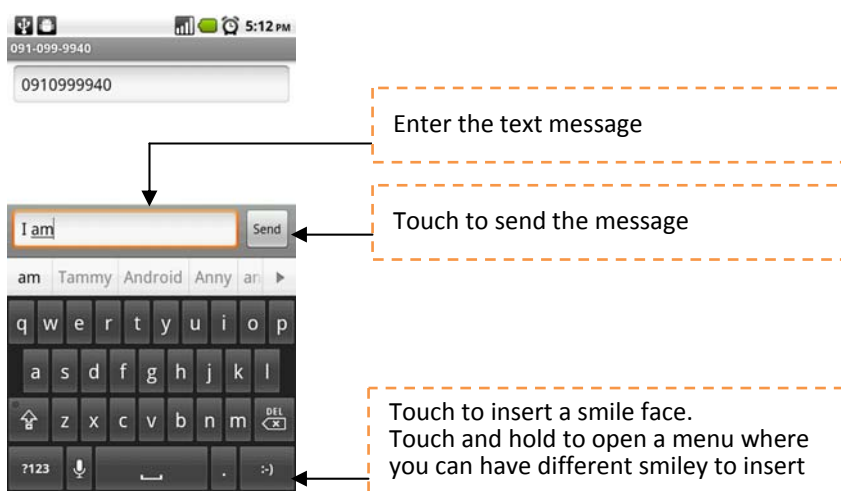 5:12 PM
091-099-9940
0910999940
Enter the text message
I am
Send
Touch to send the message
am Tammy Android Anny an
q w e r t y u i o p
a s d f g h j k l
z x c v b n m DEL
?123 . :-)
Touch to insert a smile face.
Touch and hold to open a menu where
you can have different smiley to insert